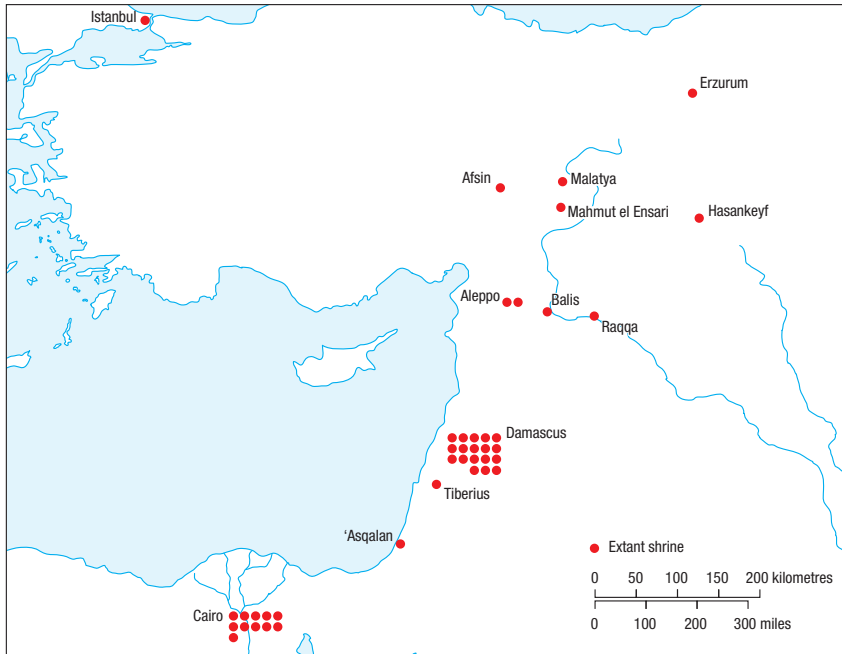 Istanbul
Erzurum
Afsin
Malatya
Mahmut el Ensari
Hasankeyf
Aleppo
Balis
Raqqa
Damascus
Tiberius
‘Asqalan
Extant shrine
0 50 100 150 200 kilometres
0 100 200 300 miles
Cairo